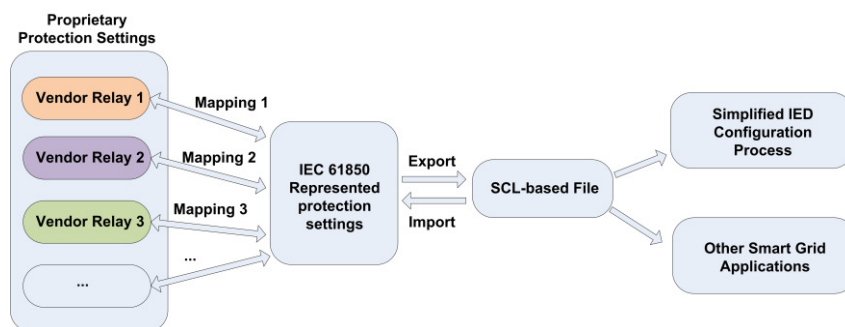 Proprietary
Protection Settings
Vendor Relay 1
Vendor Relay 2
Vendor Relay 3
...
Mapping 1
Mapping 2
Mapping 3
...
IEC 61850
Represented
protection
settings
Export
Import
SCL-based File
Simplified IED
Configuration
Process
Other Smart Grid
Applications